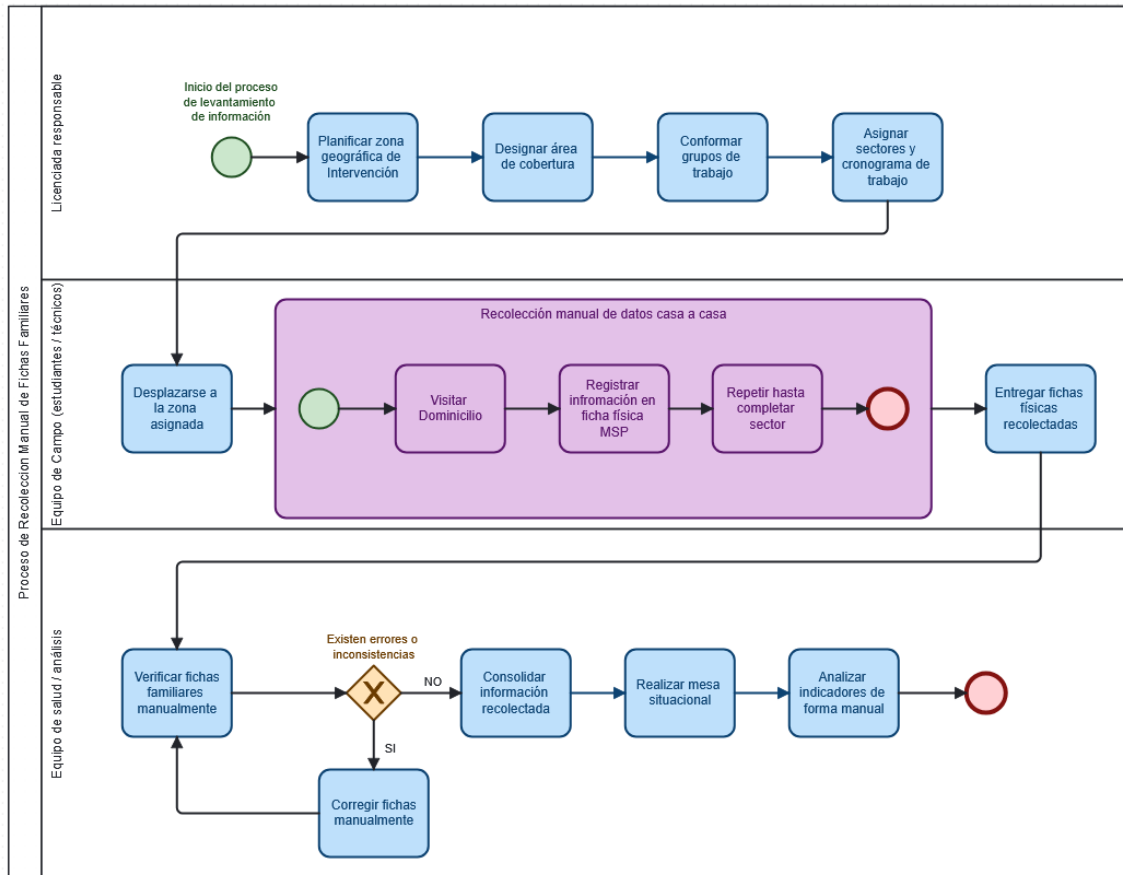 Proceso de Recoleccion Manual de Fichas Familiares
Licenciada responsable
Inicio del proceso
de levantamiento
de información
Planificar zona
geográfica de
Intervención
Designar área
de cobertura
Conformar
grupos de
trabajo
Asignar
sectores y
cronograma de
trabajo
Equipo de Campo (estudiantes / técnicos)
Desplazarse a
la zona
asignada
Recolección manual de datos casa a casa
Visitar
Dominicilio
Registrar
infromación en
ficha física
MSP
Repetir hasta
completar
sector
Entregar fichas
físicas
recolectadas
Equipo de salud / análisis
Verificar fichas
familiares
manualmente
Existen errores o
inconsistencias
X
NO
SI
Corregir fichas
manualmente
Consolidar
información
recolectada
Realizar mesa
situacional
Analizar
indicadores de
forma manual